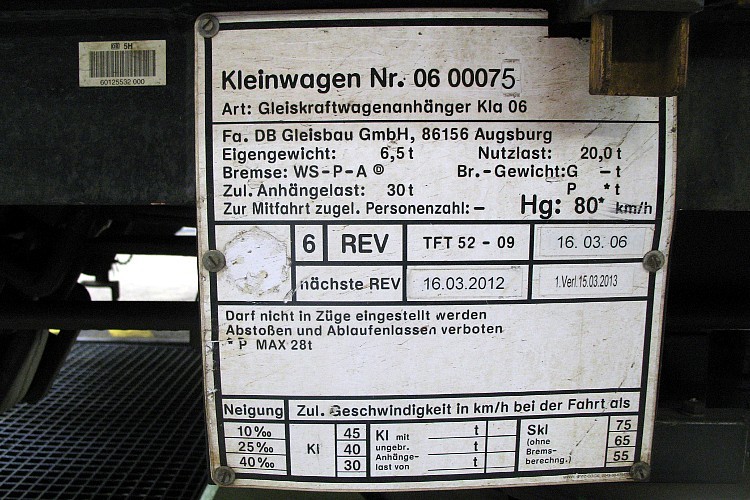 5H
60125532 000
Kleinwagen Nr. 06 00075
Art: Gleiskraftwagenanhänger Kla 06
Fa. DB Gleisbau GmbH, 86156 Augsburg
Eigengewicht: 6,5t Nutzlast: 20,0t
Bremse: WS-P-A Br.-Gewicht:G -t
Zul. Anhängelast: 30t P *t
Zur Mitfahrt zugel. Personenzahl:- Hg: 80* km/h
6 REV TFT 52 - 09 16. 03. 06
nächste REV 16.03.2012 1.Verl.15.03.2013
Darf nicht in Züge eingestellt werden
Abstoßen und Ablaufenlassen verboten
* P MAX 28t
Neigung Zul. Geschwindigkeit in km/h bei der Fahrt als
10‰ 45 Kl mit t Skl 75
25‰ Kl 40 ungebr. t (ohne 65
Anhänge- Brems-
40‰ 30 last von t berechng.) 55